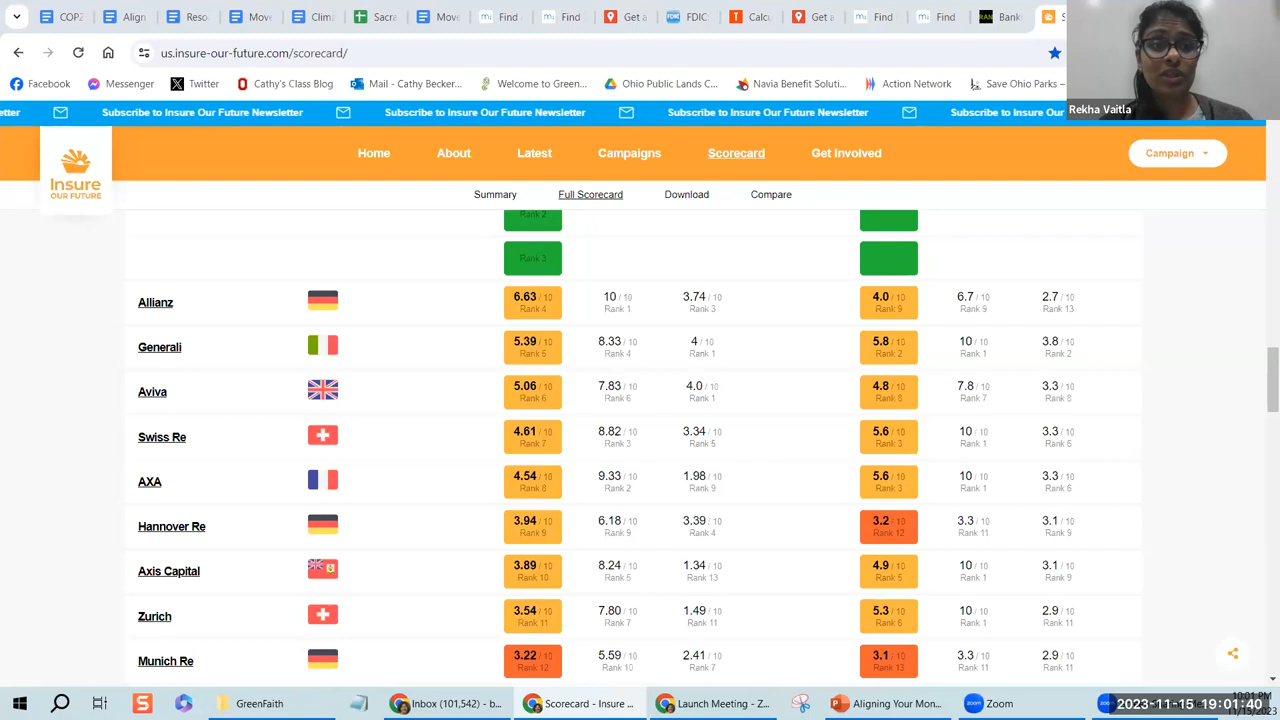 COP2
Align
Reso
Move
Clima
Sacra
Move
Find
Find
Get a
FDIC
Calcu
Get a
Find
Find
Bank
S
us.insure-our-future.com/scorecard/
Facebook
Messenger
Twitter
Cathy's Class Blog
Mail - Cathy Becker...
Welcome to Green...
Ohio Public Lands C...
Navia Benefit Soluti...
Action Network
Save Ohio Parks –
Rekha Vaitla
etter
Subscribe to Insure Our Future Newsletter
Subscribe to Insure Our Future Newsletter
Subscribe to Insure Our Future Newsletter
Subscribe to Insure Our
Insure
OUR FUTURE
Home
About
Latest
Campaigns
Scorecard
Get Involved
Campaign
Summary
Full Scorecard
Download
Compare
Rank 2
Rank 3
Allianz
6.63 / 10
Rank 4
10 / 10
Rank 1
3.74 / 10
Rank 3
4.0 / 10
Rank 9
6.7 / 10
Rank 9
2.7 / 10
Rank 13
Generali
5.39 / 10
Rank 5
8.33 / 10
Rank 4
4 / 10
Rank 1
5.8 / 10
Rank 2
10 / 10
Rank 1
3.8 / 10
Rank 2
Aviva
5.06 / 10
Rank 6
7.83 / 10
Rank 6
4.0 / 10
Rank 1
4.8 / 10
Rank 8
7.8 / 10
Rank 7
3.3 / 10
Rank 8
Swiss Re
4.61 / 10
Rank 7
8.82 / 10
Rank 3
3.34 / 10
Rank 5
5.6 / 10
Rank 3
10 / 10
Rank 1
3.3 / 10
Rank 6
AXA
4.54 / 10
Rank 8
9.33 / 10
Rank 2
1.98 / 10
Rank 9
5.6 / 10
Rank 3
10 / 10
Rank 1
3.3 / 10
Rank 6
Hannover Re
3.94 / 10
Rank 9
6.18 / 10
Rank 9
3.39 / 10
Rank 4
3.2 / 10
Rank 12
3.3 / 10
Rank 11
3.1 / 10
Rank 9
Axis Capital
3.89 / 10
Rank 10
8.24 / 10
Rank 5
1.34 / 10
Rank 13
4.9 / 10
Rank 5
10 / 10
Rank 1
3.1 / 10
Rank 9
Zurich
3.54 / 10
Rank 11
7.80 / 10
Rank 7
1.49 / 10
Rank 11
5.3 / 10
Rank 6
10 / 10
Rank 1
2.9 / 10
Rank 11
Munich Re
3.22 / 10
Rank 12
5.59 / 10
Rank 10
2.41 / 10
Rank 7
3.1 / 10
Rank 13
3.3 / 10
Rank 11
2.9 / 10
Rank 11
GreenFaith
Inbox (101,542) - b...
Scorecard - Insure ...
Launch Meeting - Z...
Aligning Your Mon...
Zoom
10:01 PM
11/15/2023
2023-11-15 19:01:40